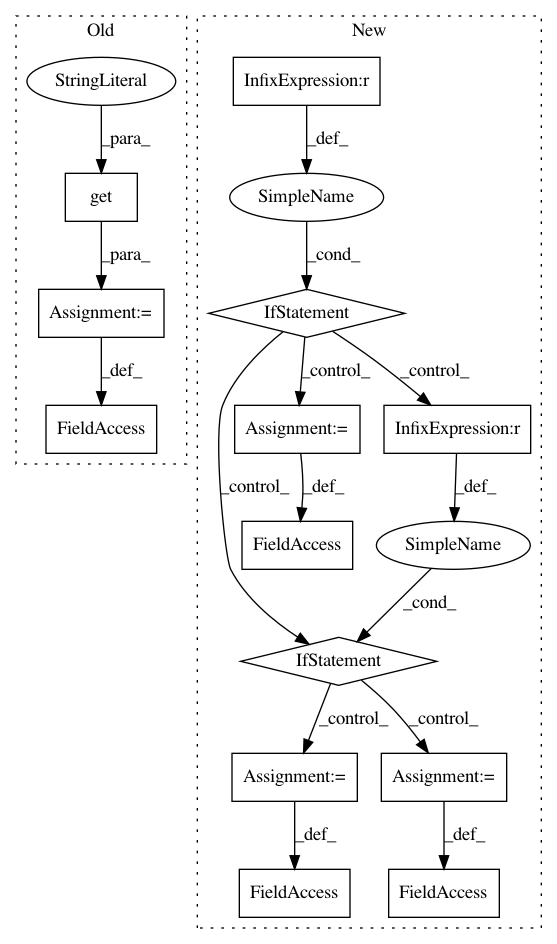 Old
New
StringLiteral
InfixExpression:r
_para_
_def_
get
SimpleName
_para_
_cond_
Assignment:=
IfStatement
_def_
_control_
_control_
FieldAccess
Assignment:=
InfixExpression:r
_control_
_def_
_def_
FieldAccess
SimpleName
_cond_
IfStatement
_control_
_control_
Assignment:=
Assignment:=
_def_
_def_
FieldAccess
FieldAccess